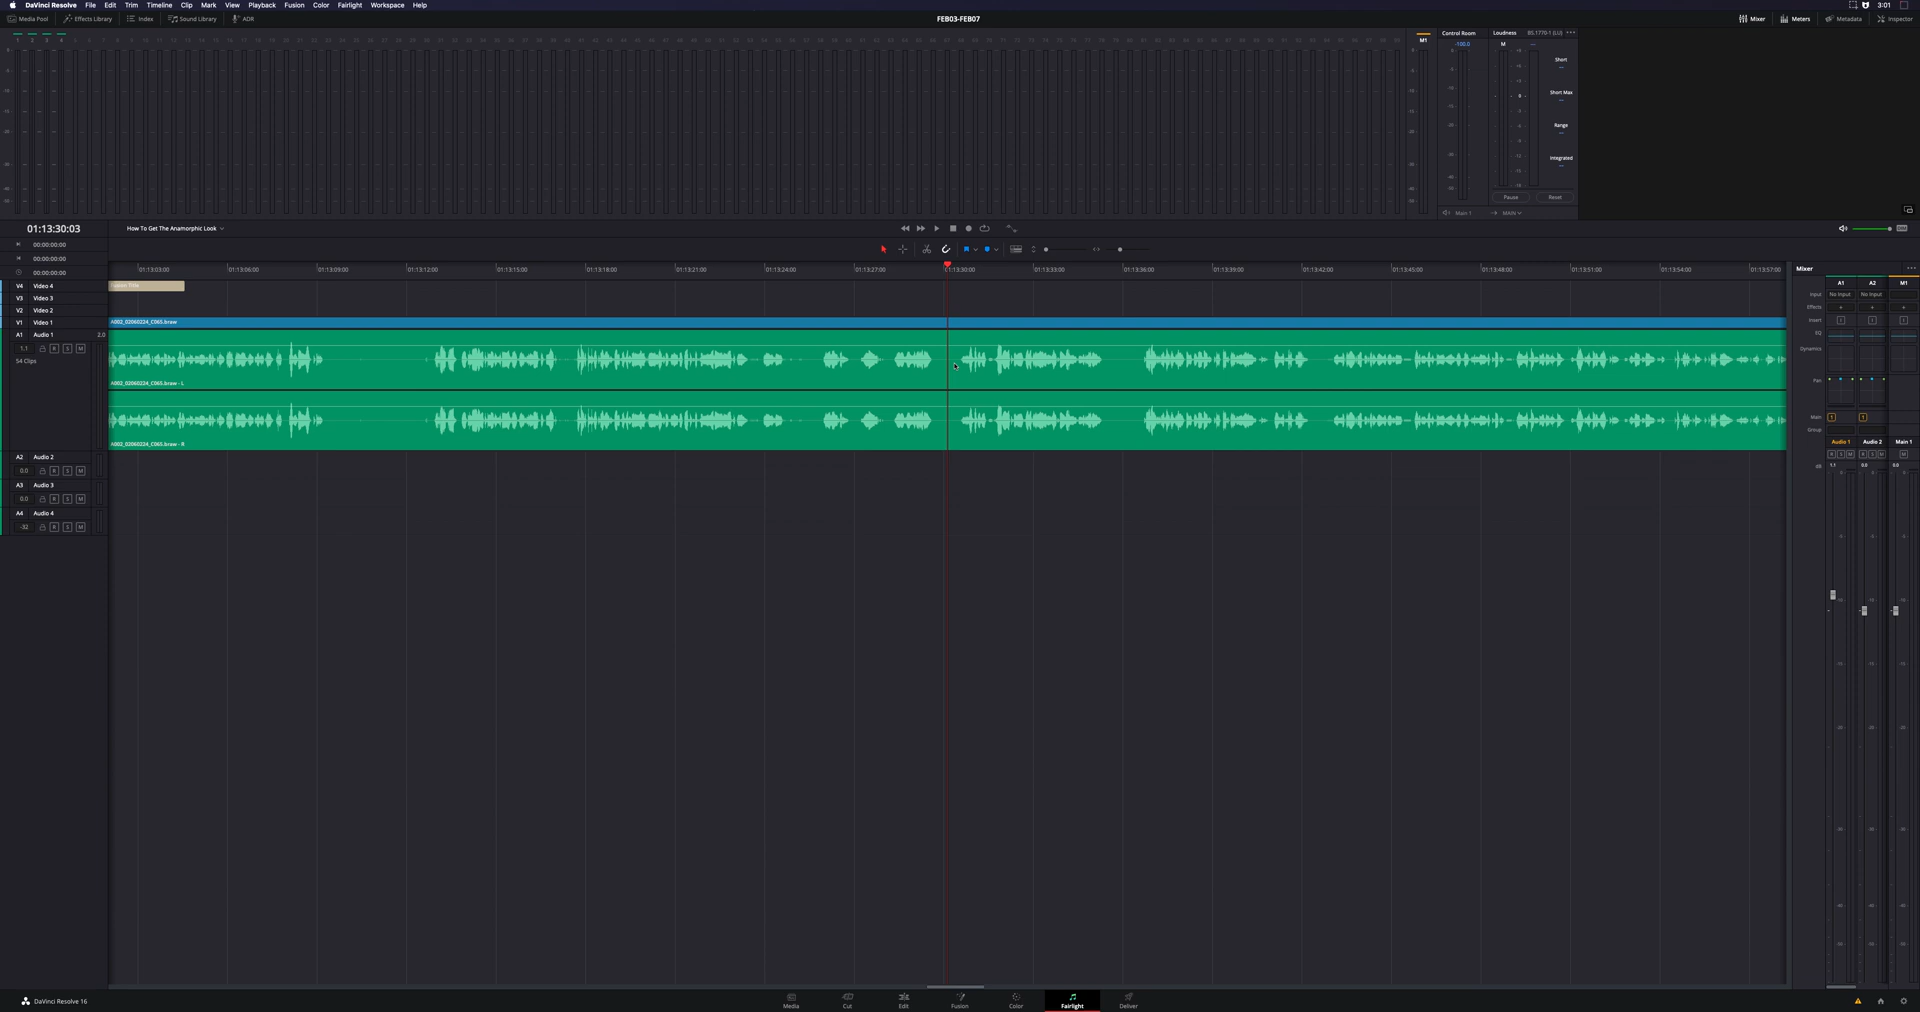 DaVinci Resolve File Edit Trim Timeline Clip Mark View Playback Fusion Color Fairlight Workspace Help 3:01
Media Pool Effects Library Index Sound Library ADR FEB03-FEB07 Mixer Meters Metadata Inspector
M1 Control Room Loudness BS.1770-1 (LU)
-100.0 M
Short
Short Max
Range
Integrated
Pause Reset
Main 1 MAIN
01:13:30:03 How To Get The Anamorphic Look
00:00:00:00
00:00:00:00
00:00:00:00
01:13:03:00 01:13:06:00 01:13:09:00 01:13:12:00 01:13:15:00 01:13:18:00 01:13:21:00 01:13:24:00 01:13:27:00 01:13:30:00 01:13:33:00 01:13:36:00 01:13:39:00 01:13:42:00 01:13:45:00 01:13:48:00 01:13:51:00 01:13:54:00 01:13:57:00
Mixer
A1 A2 M1
Input No Input No Input
Effects
Insert
EQ
Dynamics
Pan
Main 1 1
Group
Audio 1 Audio 2 Main 1
R S M R S M M
dB 1.1 0.0 0.0
V4 Video 4
V3 Video 3
V2 Video 2
V1 Video 1 A002_02060224_C065.braw
A1 Audio 1 2.0
1.1 R S M
54 Clips
A002_02060224_C065.braw - L
A002_02060224_C065.braw - R
A2 Audio 2
0.0 R S M
A3 Audio 3
0.0 R S M
A4 Audio 4
-32 R S M
DaVinci Resolve 16 Media Cut Edit Fusion Color Fairlight Deliver